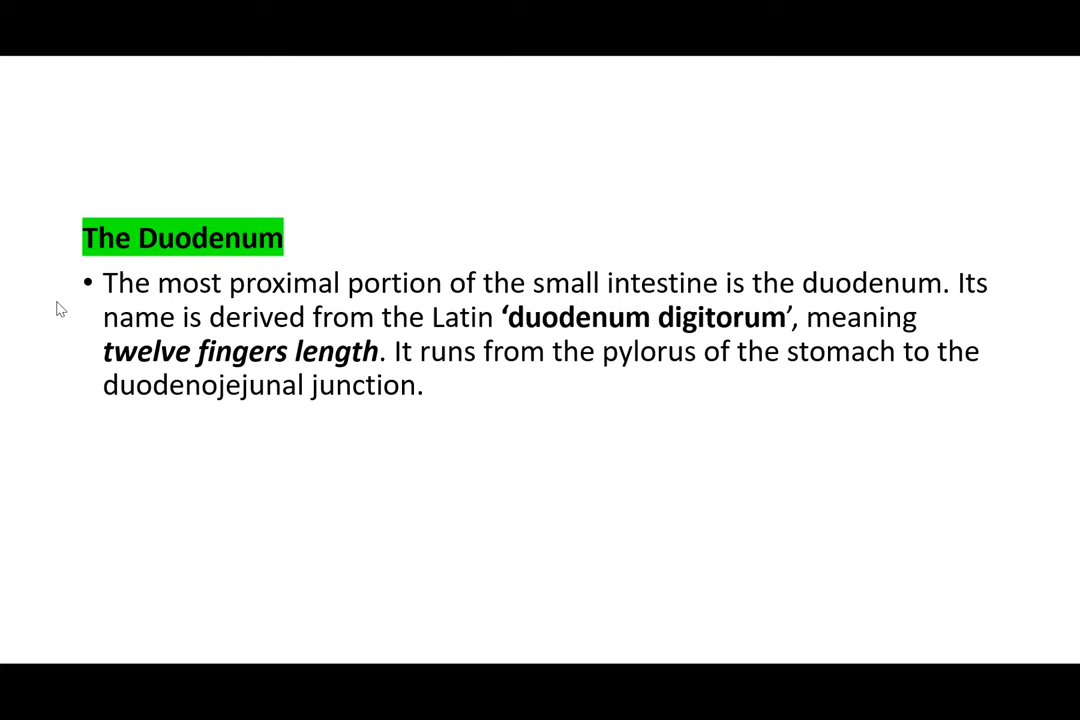 The Duodenum
• The most proximal portion of the small intestine is the duodenum. Its
name is derived from the Latin ‘duodenum digitorum’, meaning
twelve fingers length. It runs from the pylorus of the stomach to the
duodenojejunal junction.